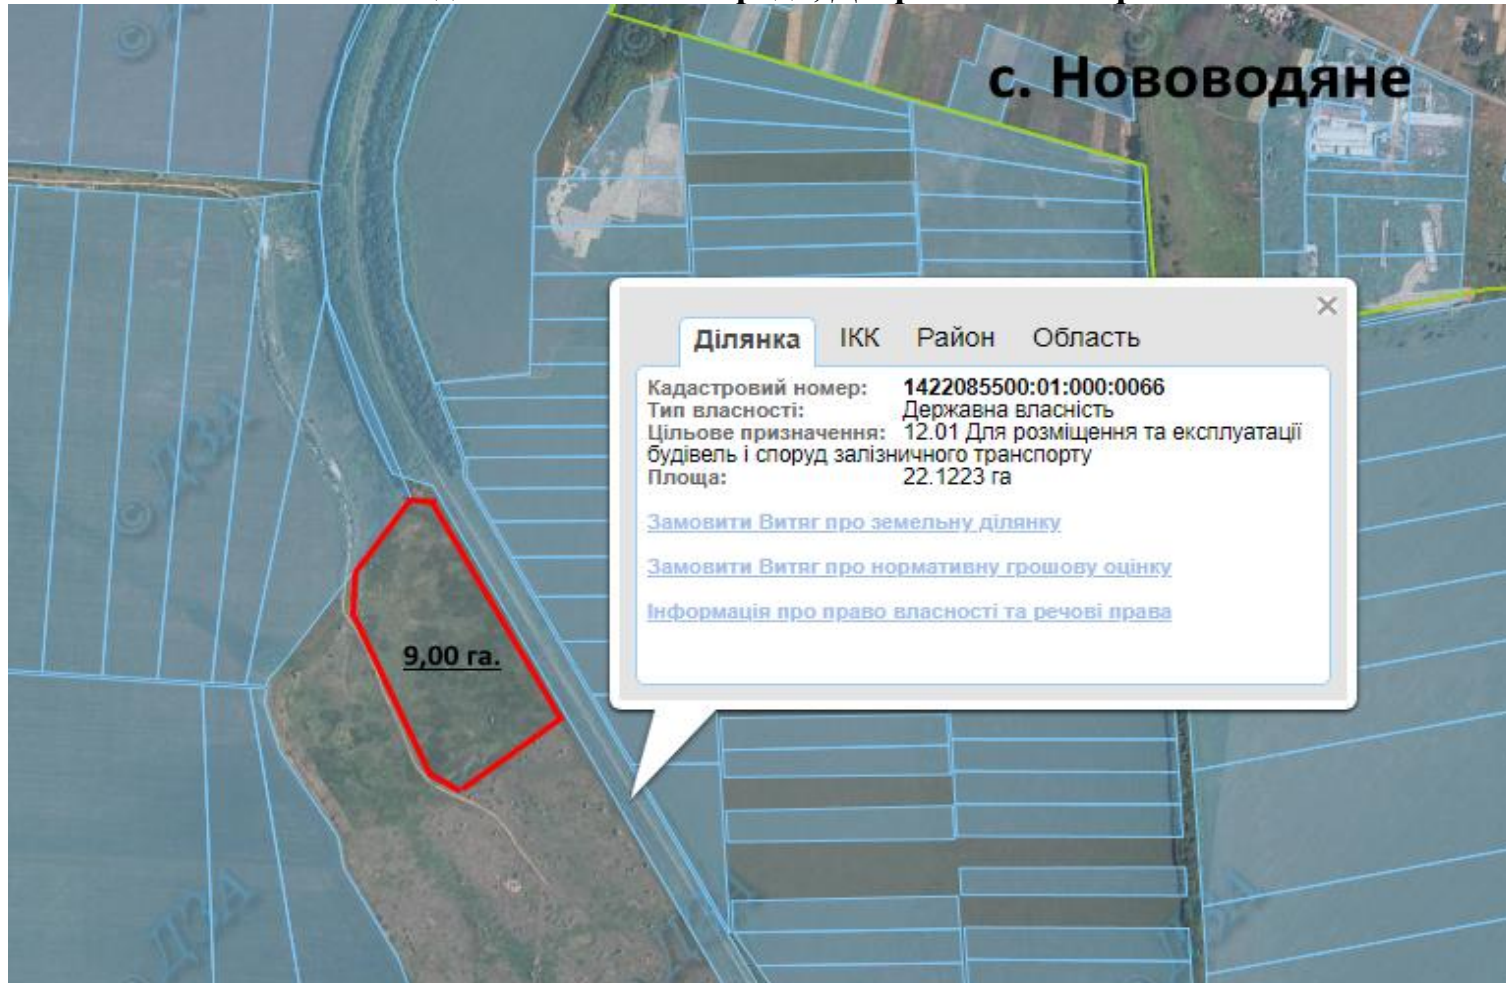 с. Нововодяне
×
Ділянка ІКК Район Область
Кадастровий номер: 1422085500:01:000:0066
Тип власності: Державна власність
Цільове призначення: 12.01 Для розміщення та експлуатації
будівель і споруд залізничного транспорту
Площа: 22.1223 га
Замовити Витяг про земельну ділянку
Замовити Витяг про нормативну грошову оцінку
Інформація про право власності та речові права
9,00 га.
© ДЗА